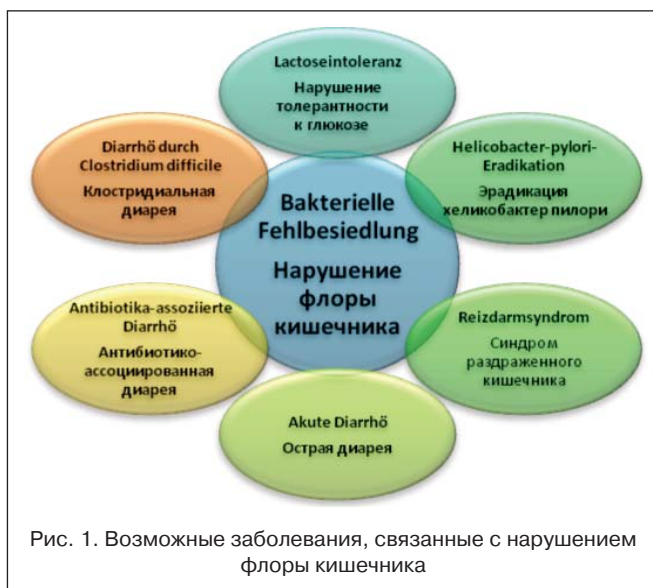 Lactoseintoleranz
Нарушение
толерантности
к глюкозе
Diarrhö durch
Clostridium difficile
Клостридиальная
диарея
Helicobacter-pylori-
Eradikation
Эрадикация
хеликобактер пилори
Bakterielle
Fehlbesiedlung
Нарушение
флоры
кишечника
Antibiotika-assoziierte
Diarrhö
Антибиотико-
ассоциированная
диарея
Reizdarmsyndrom
Синдром
раздраженного
кишечника
Akute Diarrhö
Острая диарея
Рис. 1. Возможные заболевания, связанные с нарушением
флоры кишечника